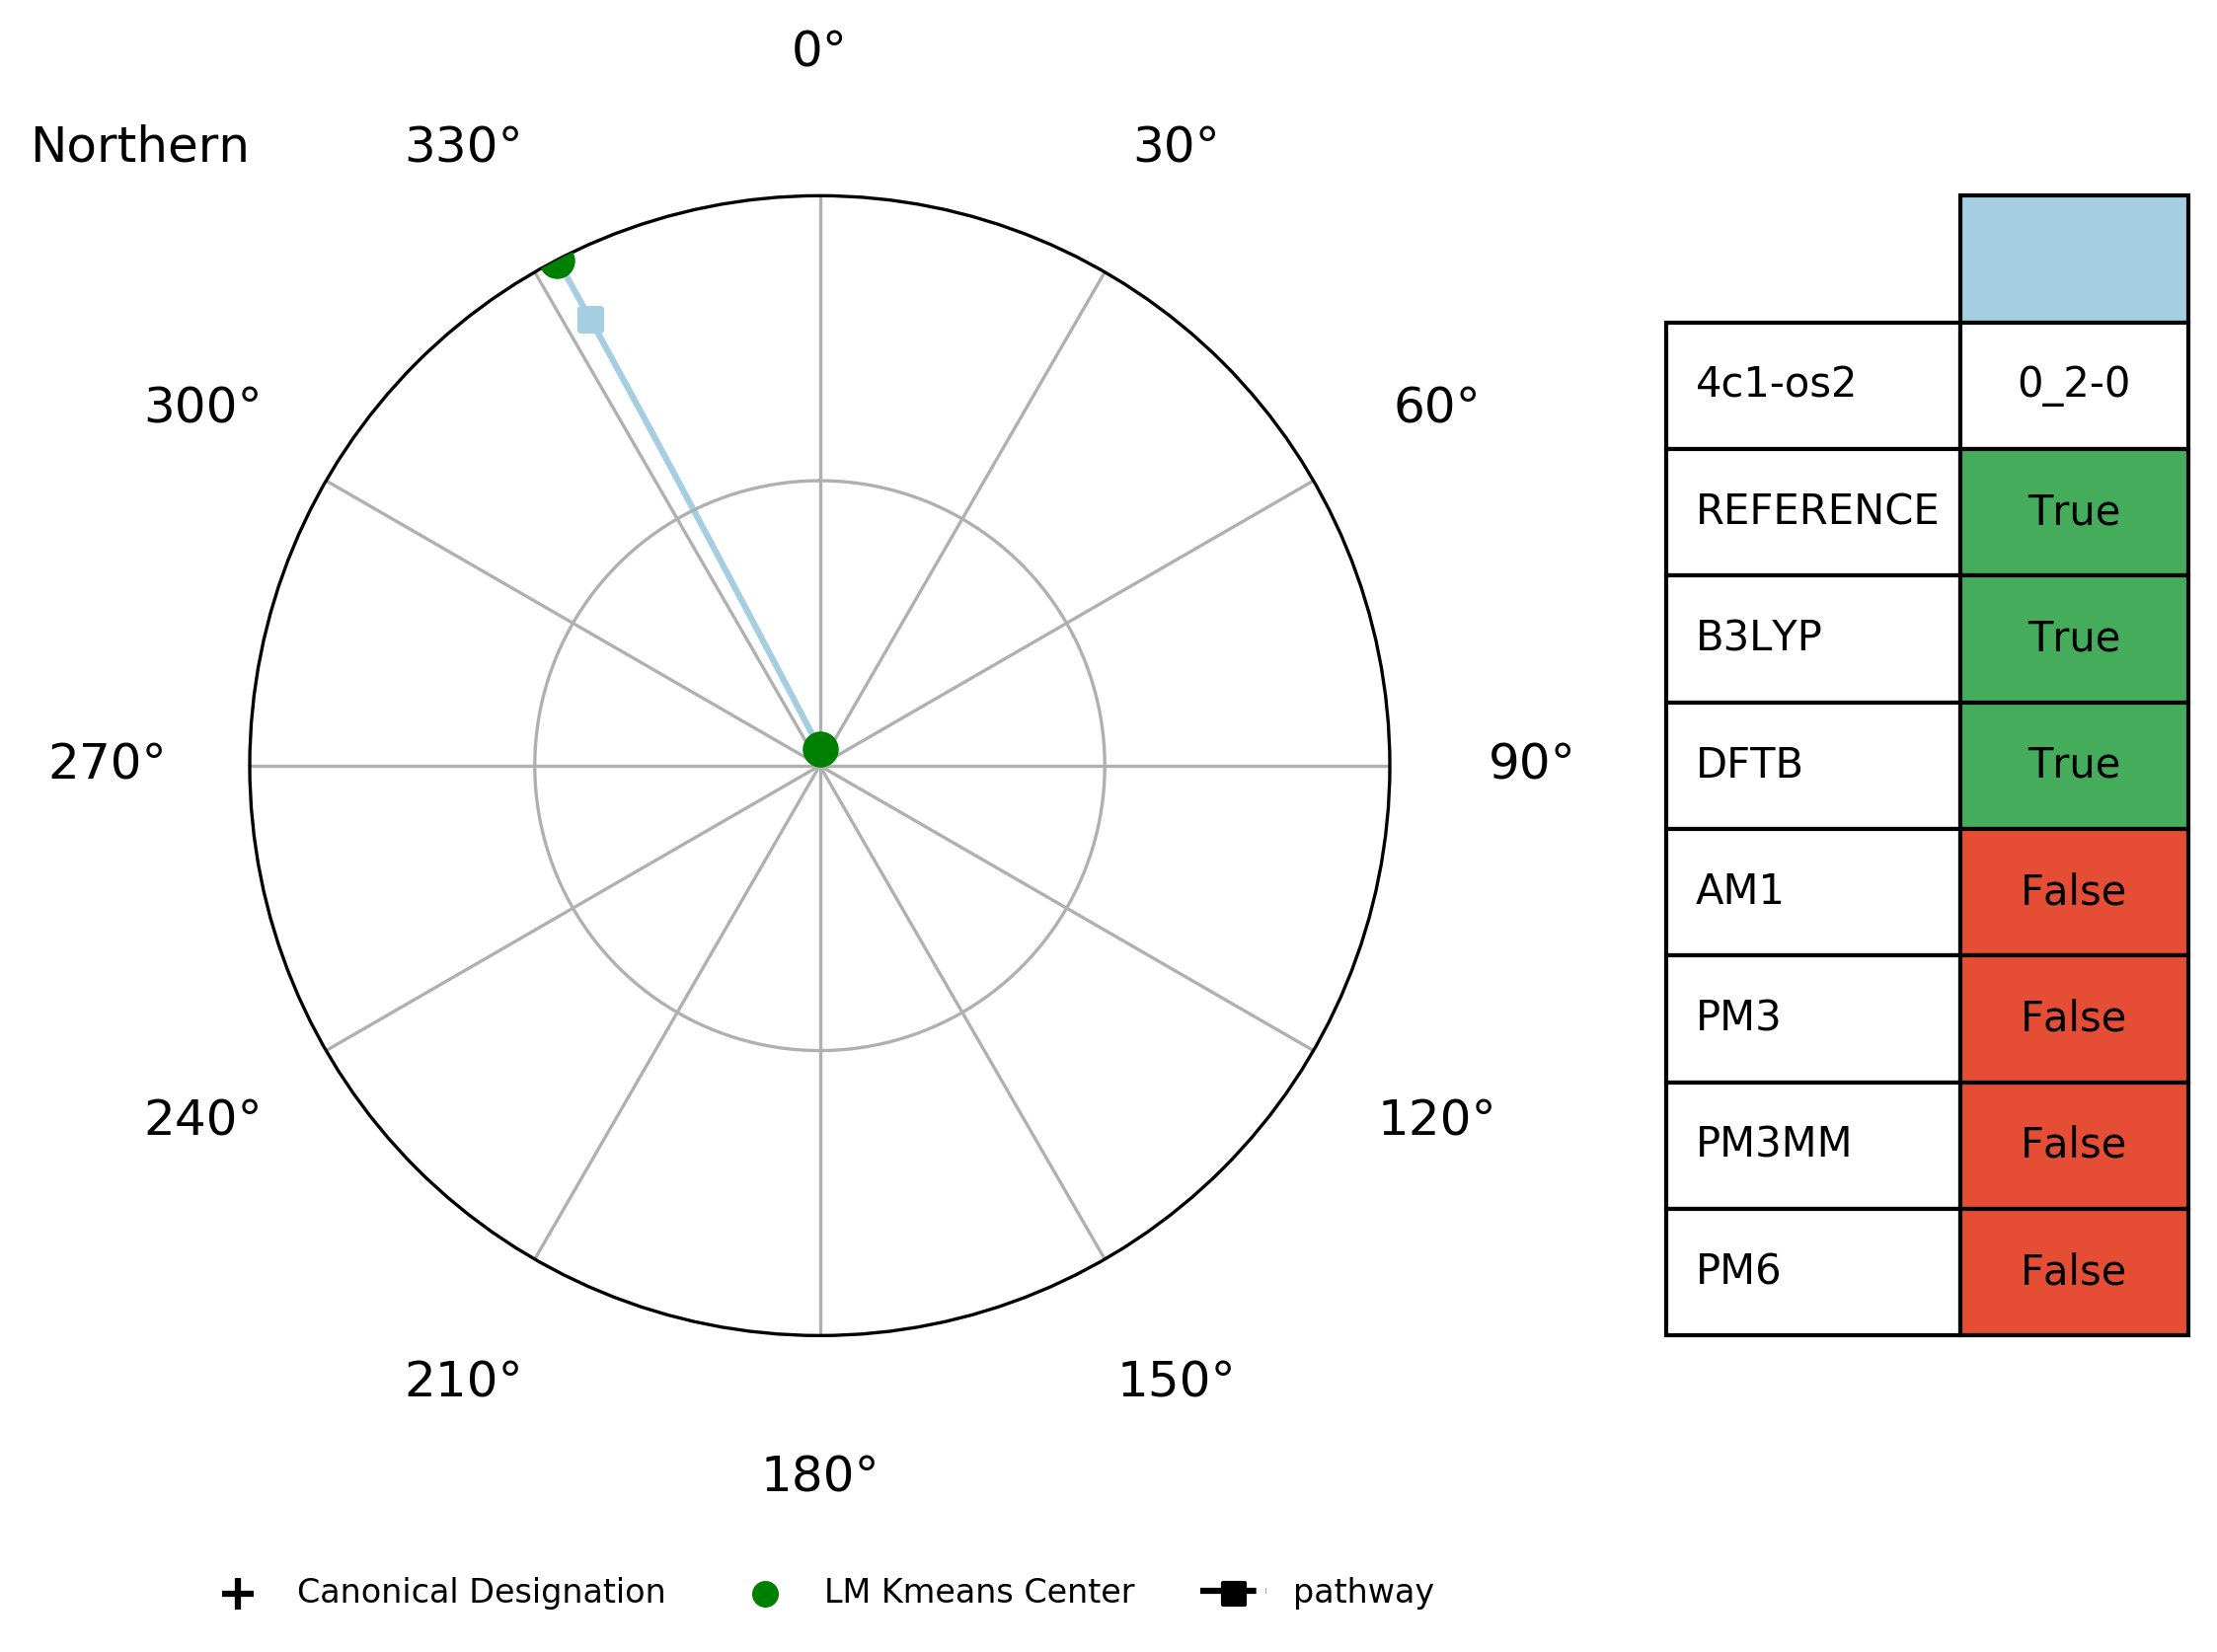 0°
Northern
330°
30°
300°
60°
270°
90°
240°
120°
210°
150°
180°
4c1-os2 0_2-0
REFERENCE True
B3LYP True
DFTB True
AM1 False
PM3 False
PM3MM False
PM6 False
Canonical Designation
LM Kmeans Center
pathway